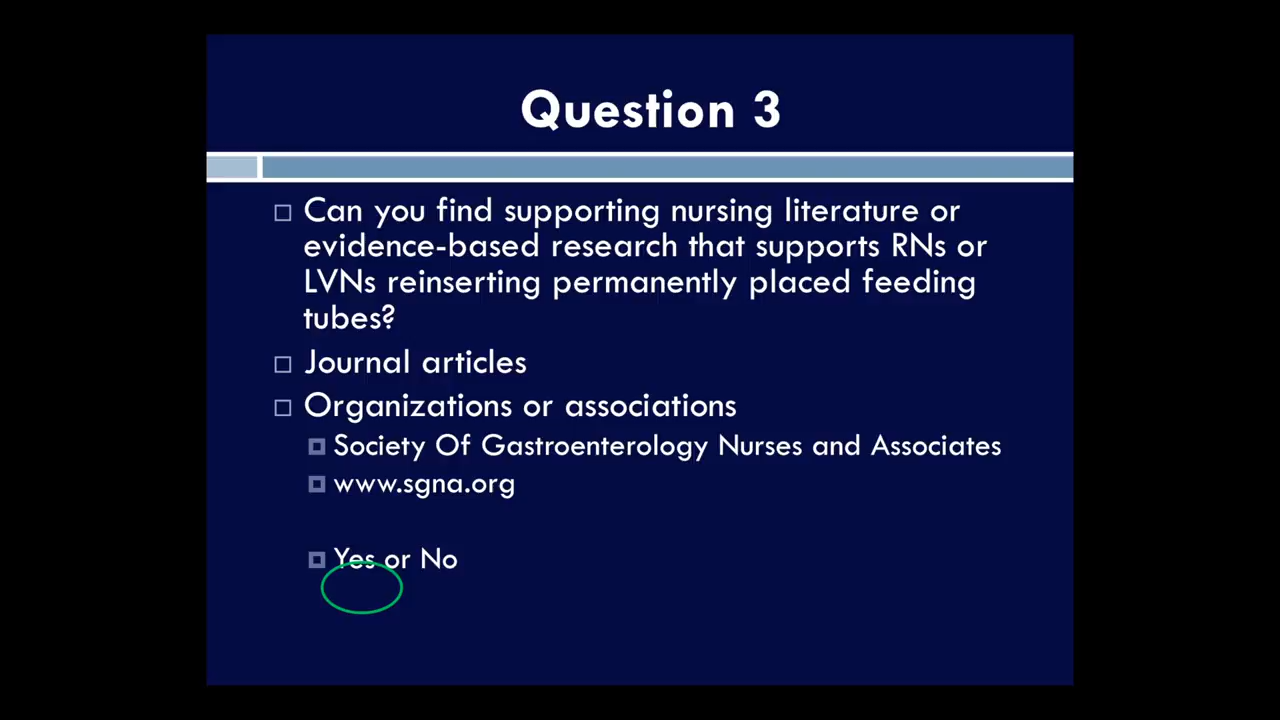 Question 3
Can you find supporting nursing literature or
evidence-based research that supports RNs or
LVNs reinserting permanently placed feeding
tubes?
Journal articles
Organizations or associations
Society Of Gastroenterology Nurses and Associates
www.sgna.org
Yes or No